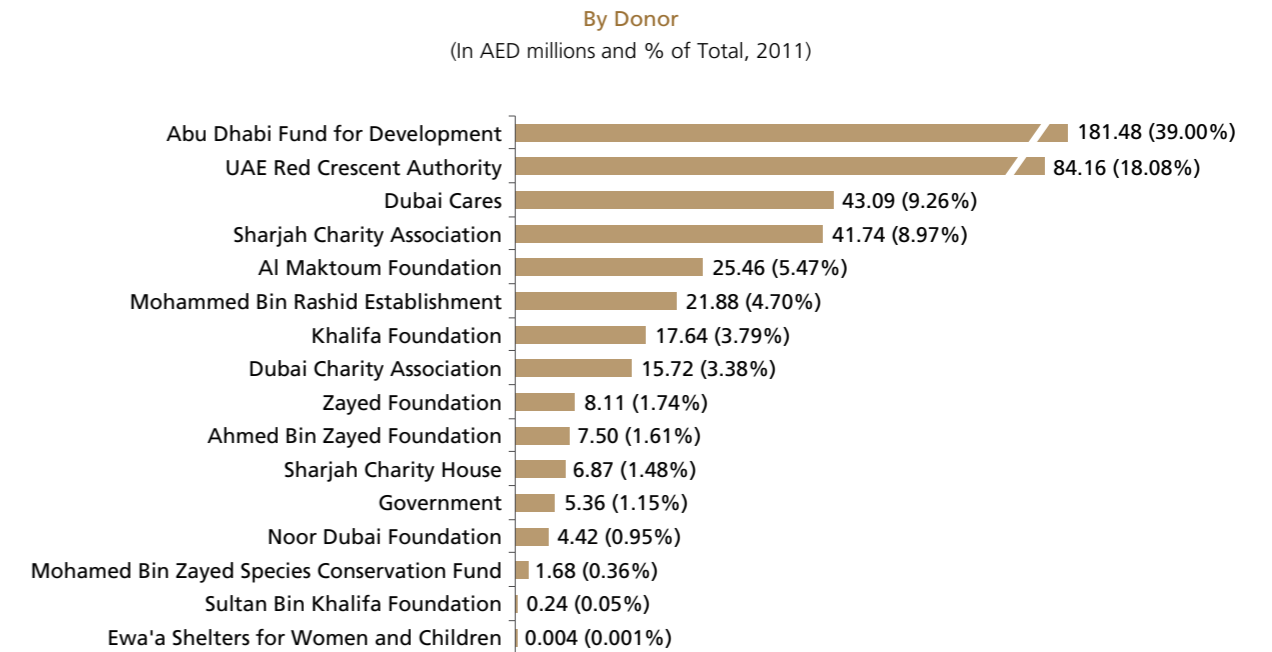 By Donor
(In AED millions and % of Total, 2011)
Abu Dhabi Fund for Development 181.48 (39.00%)
UAE Red Crescent Authority 84.16 (18.08%)
Dubai Cares 43.09 (9.26%)
Sharjah Charity Association 41.74 (8.97%)
Al Maktoum Foundation 25.46 (5.47%)
Mohammed Bin Rashid Establishment 21.88 (4.70%)
Khalifa Foundation 17.64 (3.79%)
Dubai Charity Association 15.72 (3.38%)
Zayed Foundation 8.11 (1.74%)
Ahmed Bin Zayed Foundation 7.50 (1.61%)
Sharjah Charity House 6.87 (1.48%)
Government 5.36 (1.15%)
Noor Dubai Foundation 4.42 (0.95%)
Mohamed Bin Zayed Species Conservation Fund 1.68 (0.36%)
Sultan Bin Khalifa Foundation 0.24 (0.05%)
Ewa'a Shelters for Women and Children 0.004 (0.001%)